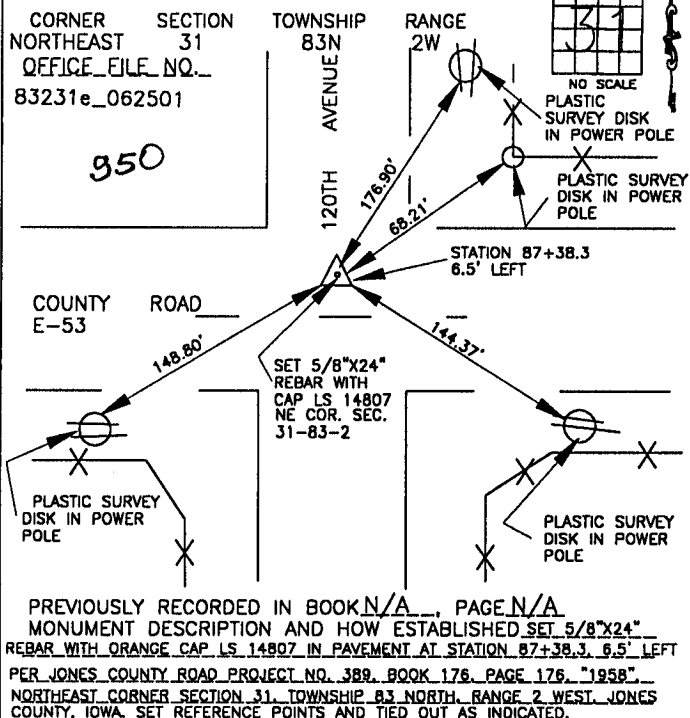 CORNER SECTION TOWNSHIP RANGE
NORTHEAST 31 83N 2W
OFFICE FILE NO.
83231e_062501
950
31
NO SCALE
120TH AVENUE
PLASTIC
SURVEY DISK
IN POWER POLE
176.90'
68.21'
PLASTIC SURVEY
DISK IN POWER
POLE
STATION 87+38.3
6.5' LEFT
COUNTY ROAD
E-53
148.80'
144.37'
SET 5/8"X24"
REBAR WITH
CAP LS 14807
NE COR. SEC.
31-83-2
PLASTIC SURVEY
DISK IN POWER
POLE
PLASTIC SURVEY
DISK IN POWER
POLE
PREVIOUSLY RECORDED IN BOOK N/A, PAGE N/A
MONUMENT DESCRIPTION AND HOW ESTABLISHED SET 5/8"X24"
REBAR WITH ORANGE CAP LS 14807 IN PAVEMENT AT STATION 87+38.3, 6.5' LEFT
PER JONES COUNTY ROAD PROJECT NO. 389, BOOK 176, PAGE 176, "1958".
NORTHEAST CORNER SECTION 31, TOWNSHIP 83 NORTH, RANGE 2 WEST, JONES
COUNTY, IOWA. SET REFERENCE POINTS AND TIED OUT AS INDICATED.